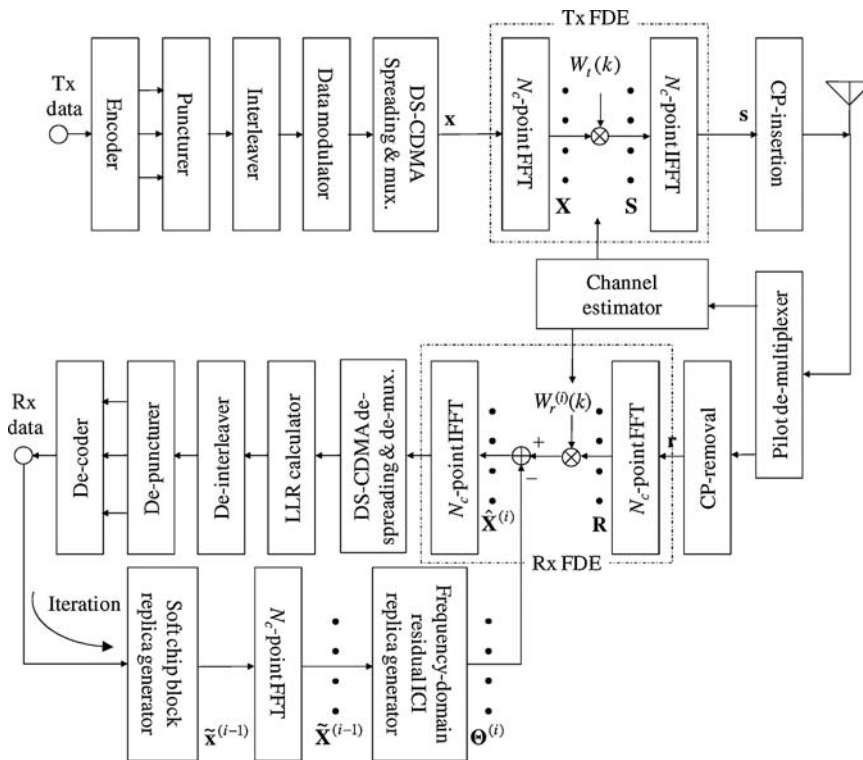 Tx FDE
Tx
data
Encoder
Puncturer
Interleaver
Data modulator
DS-CDMA
Spreading & mux.
x
N_c-point FFT
W_t(k)
X
S
N_c-point IFFT
s
CP-insertion
Channel
estimator
Pilot de-multiplexer
Rx
data
De-coder
De-puncturer
De-interleaver
LLR calculator
DS-CDMA de-
spreading & de-mux.
N_c-point IFFT
X̂^(i)
+
−
W_r^(i)(k)
R
N_c-point FFT
r
CP-removal
Rx FDE
Iteration
Soft chip block
replica generator
x̃^(i−1)
N_c-point FFT
X̃^(i−1)
Frequency-domain
residual ICI
replica generator
Θ^(i)